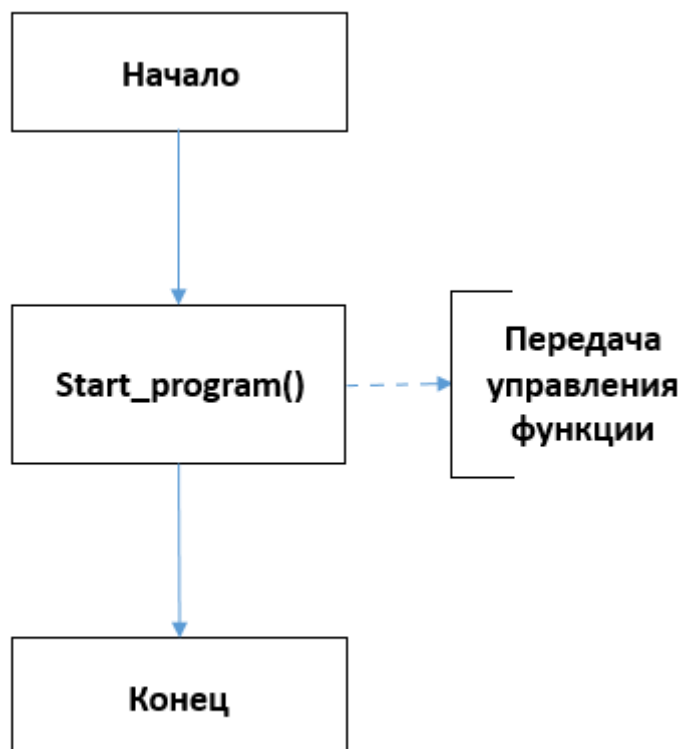 Начало
Start_program()
Передача
управления
функции
Конец